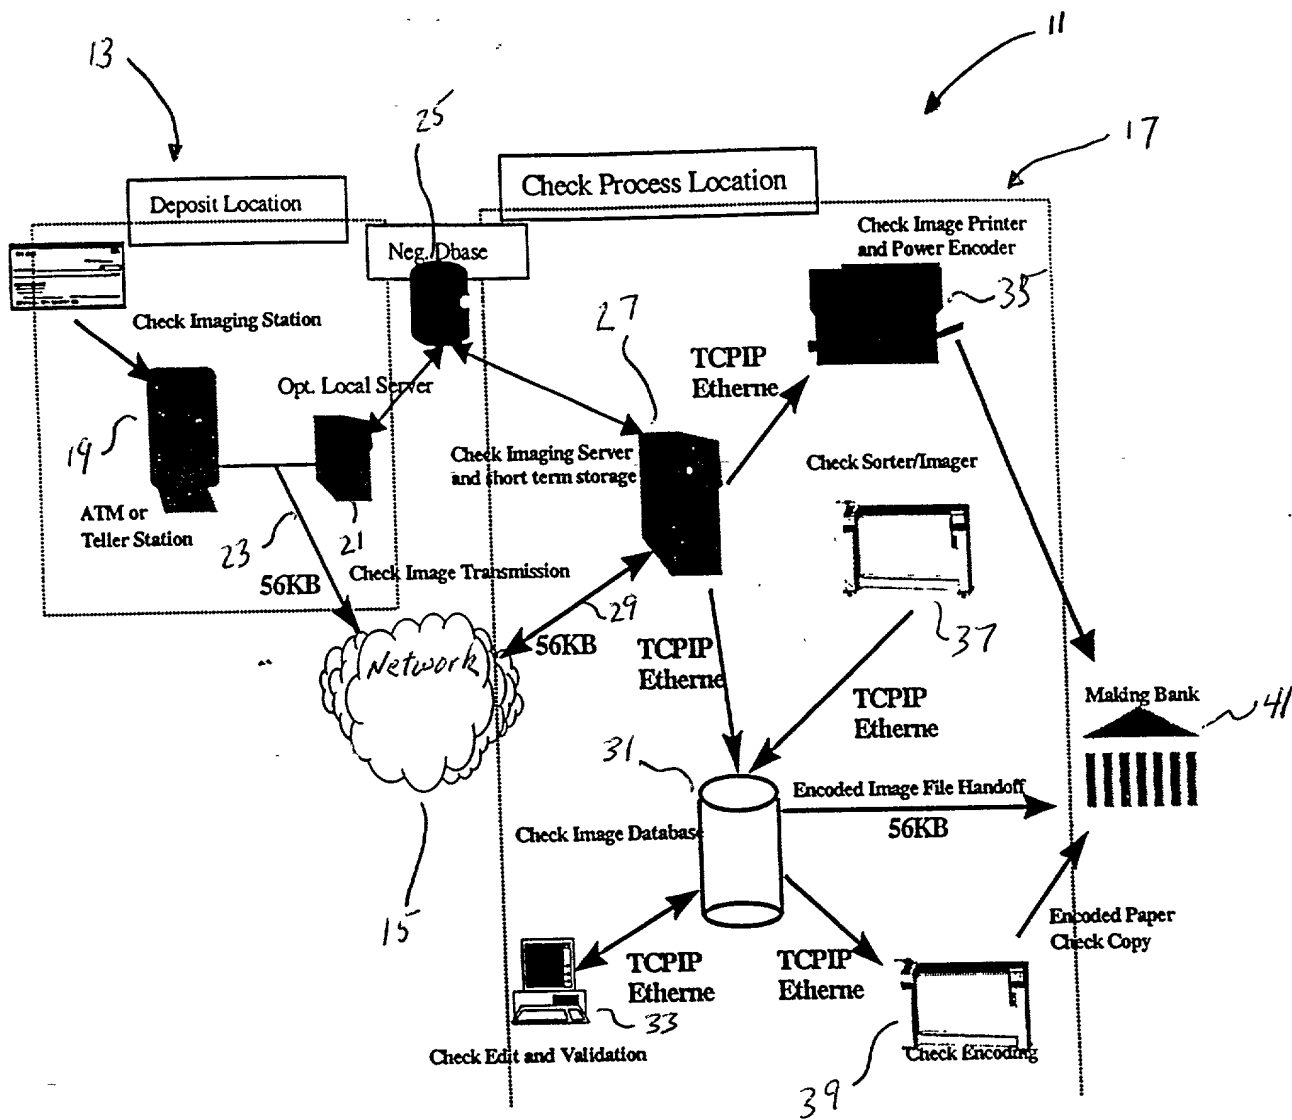 11
13
25
17
Check Process Location
Deposit Location
Check Image Printer
and Power Encoder
Neg. Dbase
35
27
Check Imaging Station
TCPIP
Etherne
Opt. Local Server
19
Check Imaging Server
and short term storage
Check Sorter/Imager
ATM or
Teller Station
23
21
56KB
Check Image Transmission
29
56KB
37
Network
TCPIP
Etherne
TCPIP
Etherne
Making Bank
41
31
Encoded Image File Handoff
56KB
Check Image Database
15
Encoded Paper
Check Copy
TCPIP
Etherne
TCPIP
Etherne
33
Check Edit and Validation
Check Encoding
39